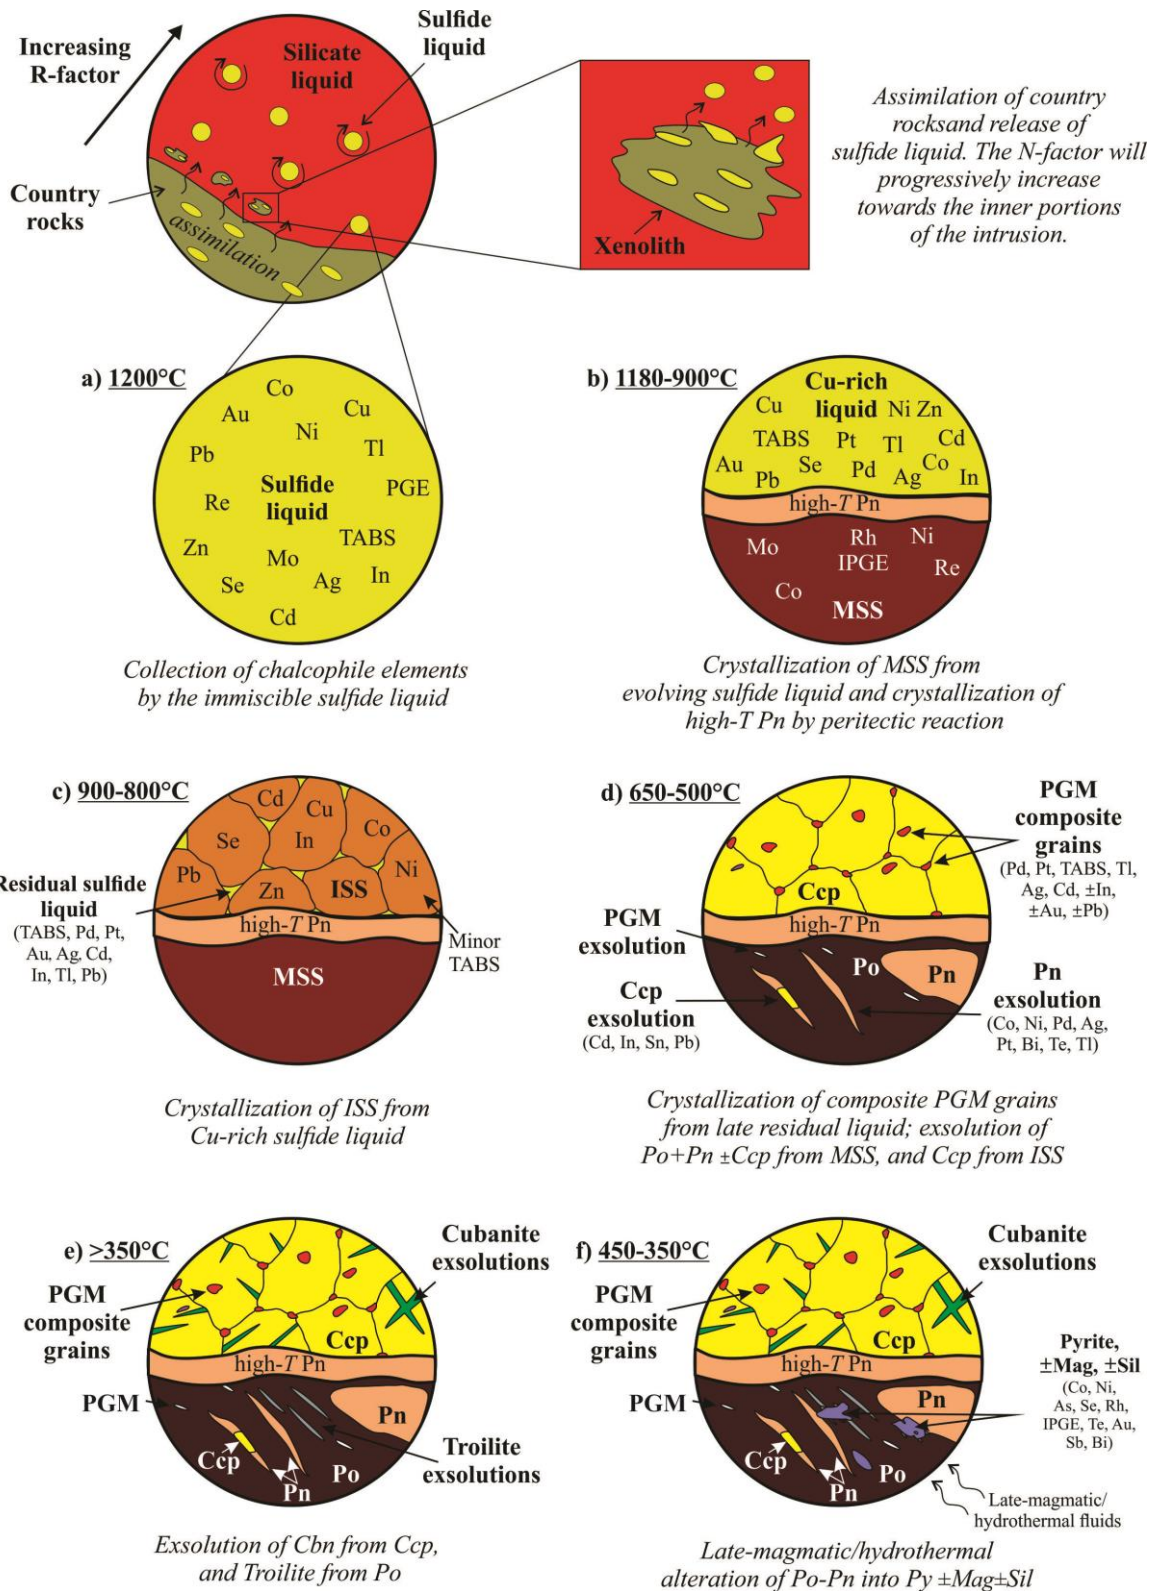 Increasing
R-factor
Silicate
liquid
Sulfide
liquid
Country
rocks
assimilation
Xenolith
Assimilation of country
rocksand release of
sulfide liquid. The N-factor will
progressively increase
towards the inner portions
of the intrusion.
a) 1200°C
Co
Au
Cu
Ni
Pb
Tl
Sulfide
liquid
Re
PGE
TABS
Zn
Mo
Se
Ag
In
Cd
Collection of chalcophile elements
by the immiscible sulfide liquid
b) 1180-900°C
Cu-rich
liquid
Cu
Ni Zn
TABS
Pt
Tl
Cd
Au
Pb
Se
Pd
Ag
Co
In
high-T Pn
Mo
Rh
IPGE
Ni
Re
Co
MSS
Crystallization of MSS from
evolving sulfide liquid and crystallization of
high-T Pn by peritectic reaction
c) 900-800°C
Cd
Cu
Se
In
Co
Pb
Zn
ISS
Ni
Residual sulfide
liquid
(TABS, Pd, Pt,
Au, Ag, Cd,
In, Tl, Pb)
high-T Pn
Minor
TABS
MSS
Crystallization of ISS from
Cu-rich sulfide liquid
d) 650-500°C
PGM
composite
grains
(Pd, Pt, TABS, Tl,
Ag, Cd, ±In,
±Au, ±Pb)
Ccp
PGM
exsolution
high-T Pn
Po
Pn
Ccp
exsolution
(Cd, In, Sn, Pb)
Pn
exsolution
(Co, Ni, Pd, Ag,
Pt, Bi, Te, Tl)
Crystallization of composite PGM grains
from late residual liquid; exsolution of
Po+Pn ±Ccp from MSS, and Ccp from ISS
e) >350°C
Cubanite
exsolutions
PGM
composite
grains
Ccp
high-T Pn
PGM
Pn
Ccp
Troilite
exsolutions
Po
Pn
Exsolution of Cbn from Ccp,
and Troilite from Po
f) 450-350°C
Cubanite
exsolutions
PGM
composite
grains
Ccp
Pyrite,
±Mag, ±Sil
(Co, Ni,
As, Se, Rh,
IPGE, Te, Au,
Sb, Bi)
high-T Pn
PGM
Pn
Ccp
Po
Pn
Late-magmatic/
hydrothermal fluids
Late-magmatic/hydrothermal
alteration of Po-Pn into Py ±Mag±Sil